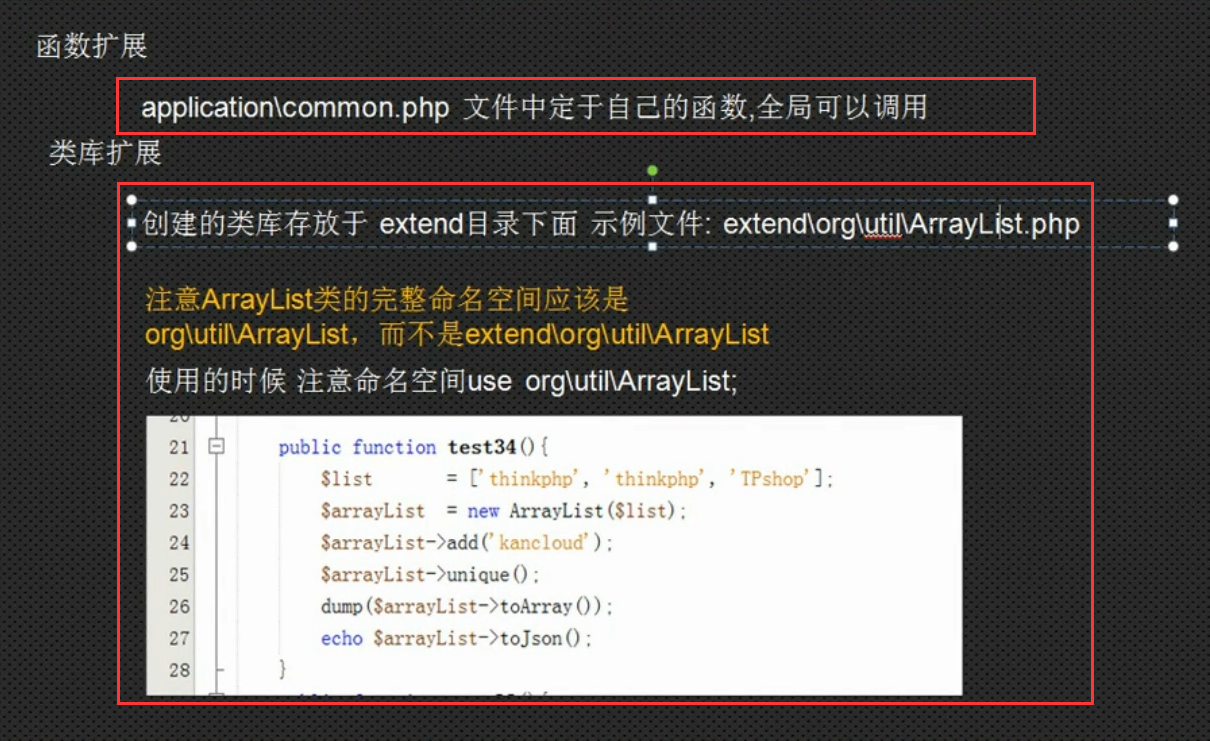 函数扩展
application\common.php 文件中定于自己的函数,全局可以调用
类库扩展
创建的类库存放于 extend目录下面 示例文件: extend\org\util\ArrayList.php
注意ArrayList类的完整命名空间应该是
org\util\ArrayList，而不是extend\org\util\ArrayList
使用的时候 注意命名空间use org\util\ArrayList;
20
21 public function test34(){
22 $list = ['thinkphp', 'thinkphp', 'TPshop'];
23 $arrayList = new ArrayList($list);
24 $arrayList->add('kancloud');
25 $arrayList->unique();
26 dump($arrayList->toArray());
27 echo $arrayList->toJson();
28 }